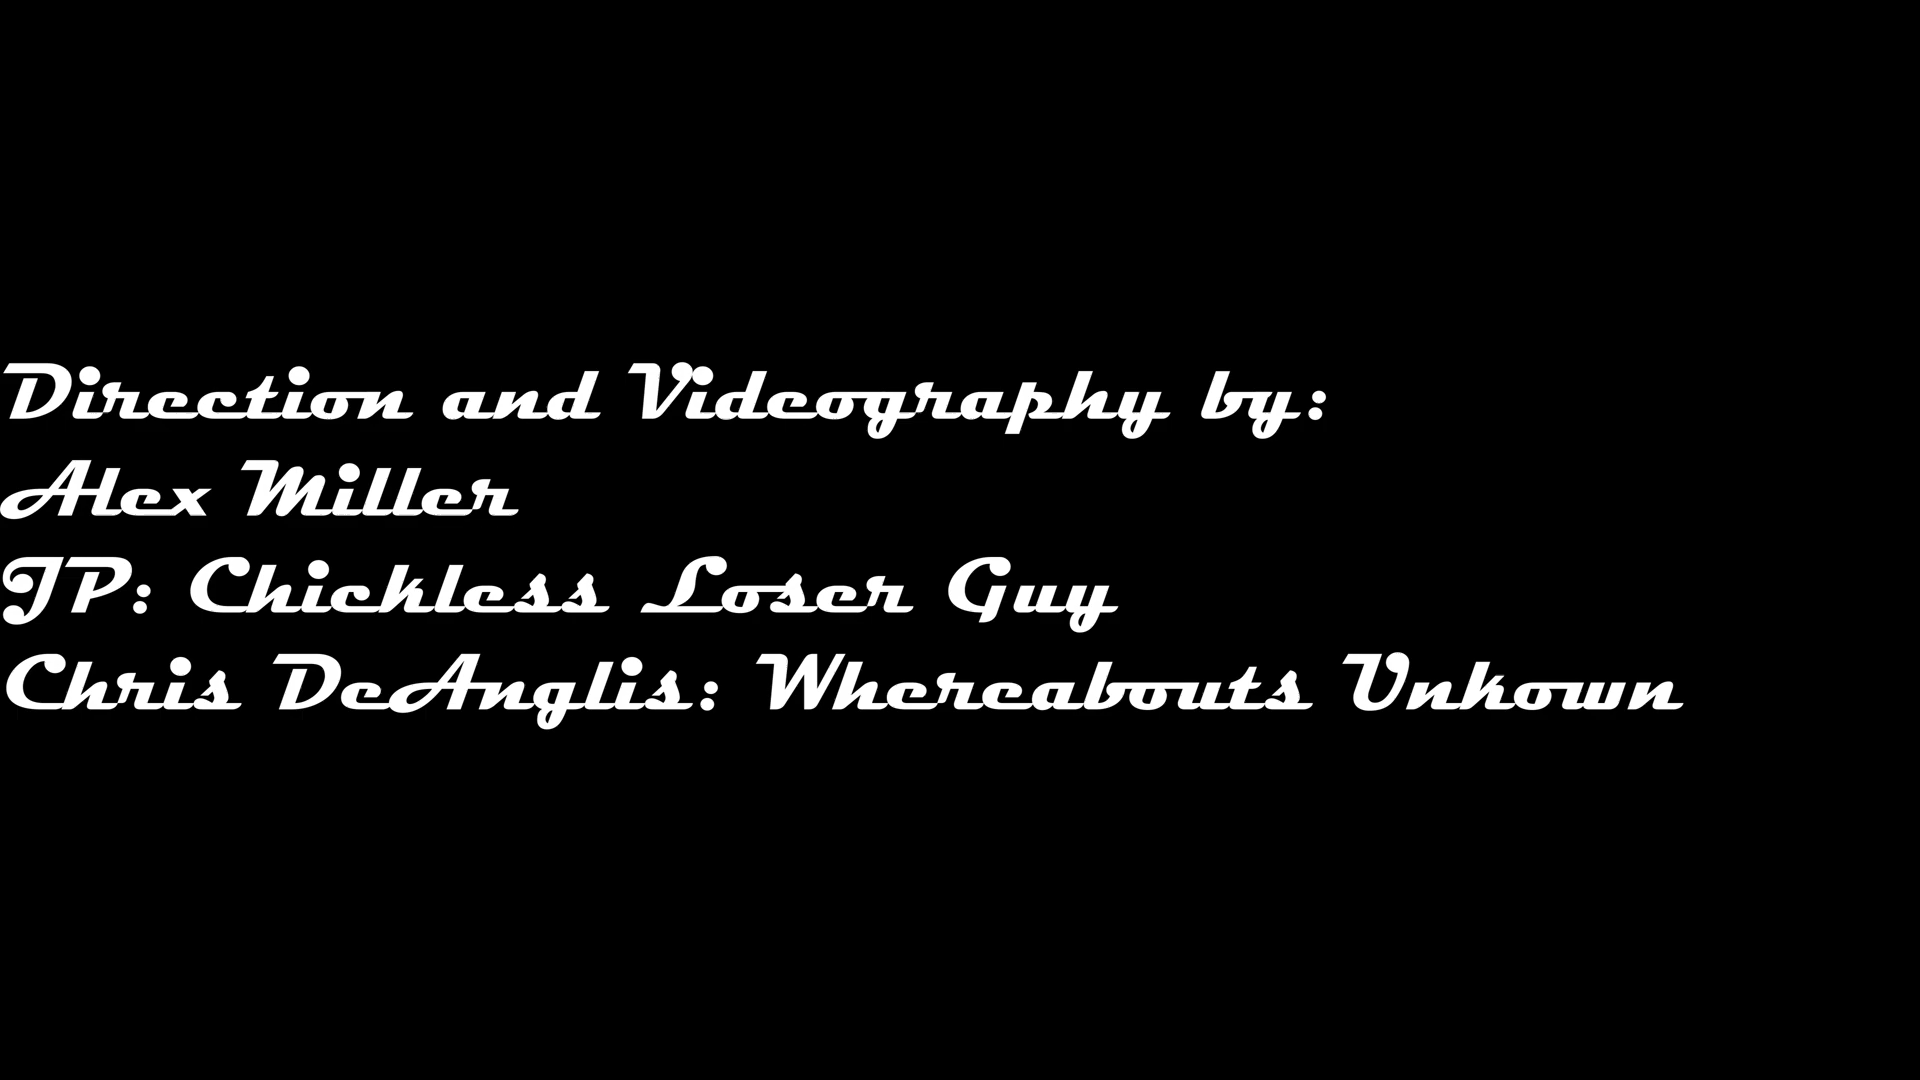 Direction and Videography by:
Alex Miller
JP: Chickless Loser Guy
Chris DeAnglis: Whereabouts Unkown